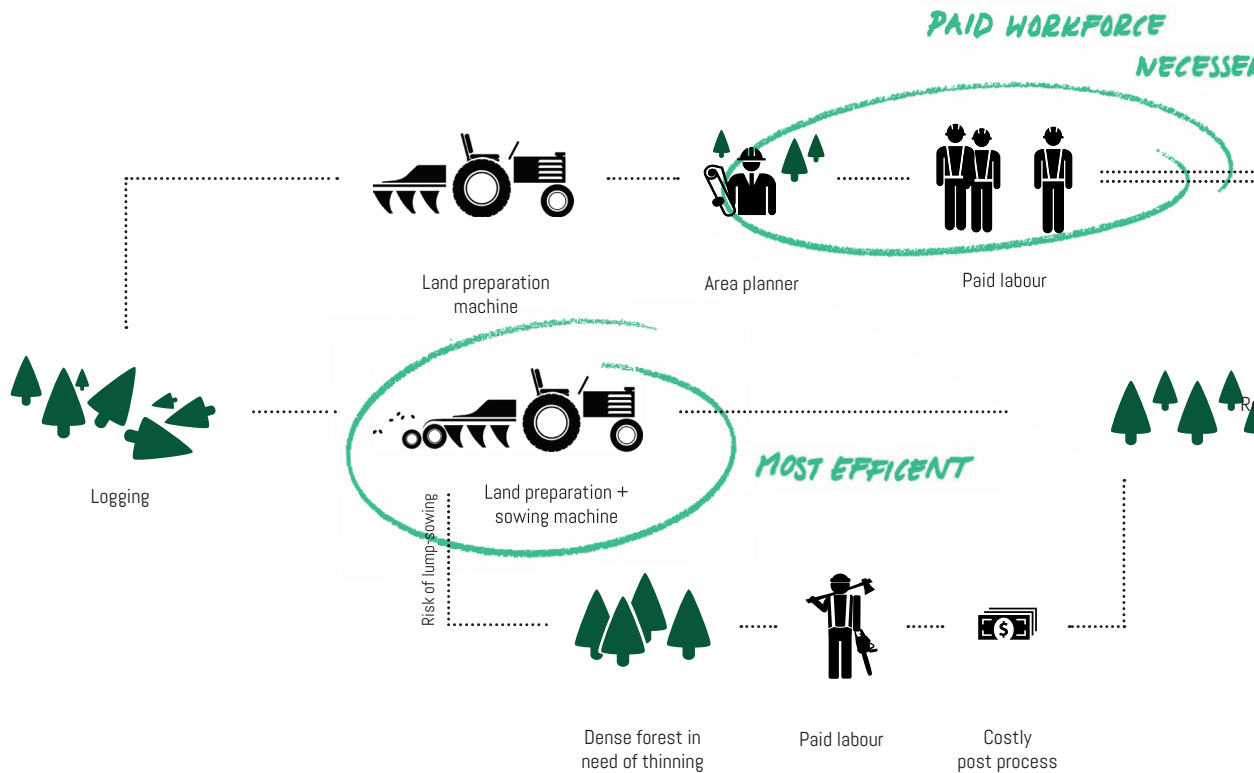 PAID WORKFORCE
NECESSER
Land preparation
machine
Area planner
Paid labour
MOST EFFICENT
Logging
Land preparation +
sowing machine
Risk of lump-sowing
Dense forest in
need of thinning
Paid labour
Costly
post process